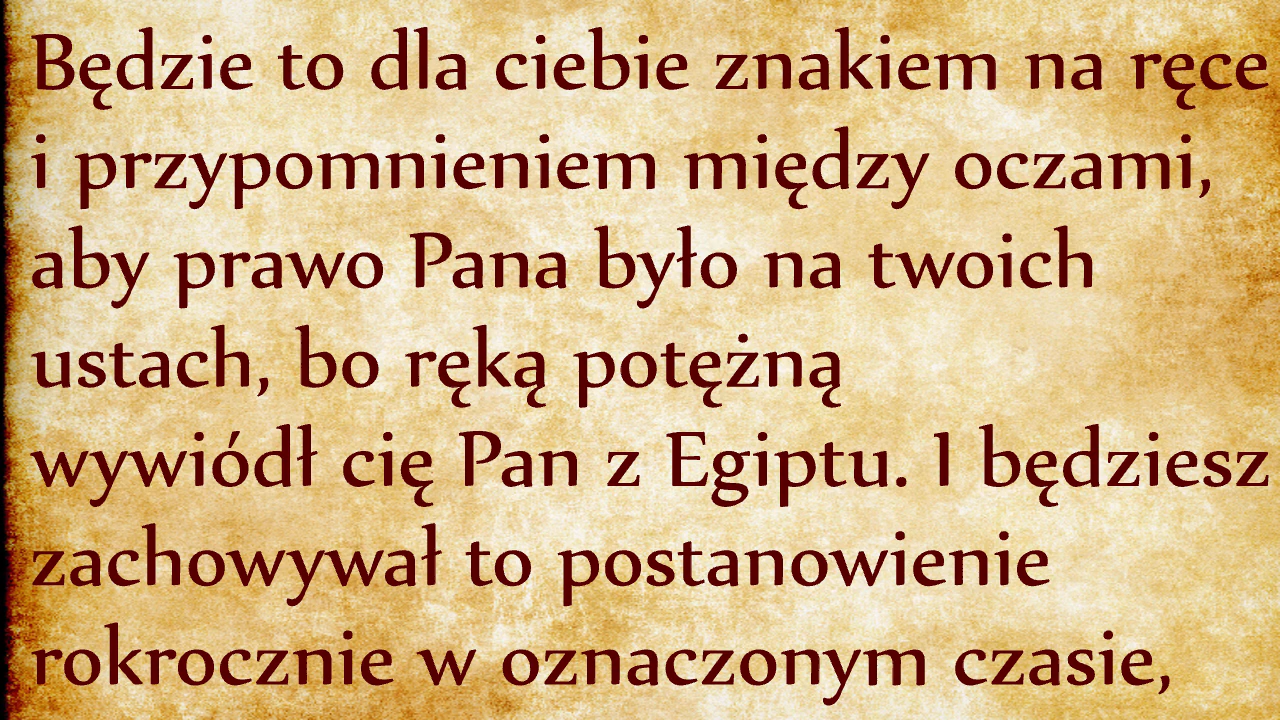 Będzie to dla ciebie znakiem na ręce
i przypomnieniem między oczami,
aby prawo Pana było na twoich
ustach, bo ręką potężną
wywiódł cię Pan z Egiptu. I będziesz
zachowywał to postanowienie
rokrocznie w oznaczonym czasie,